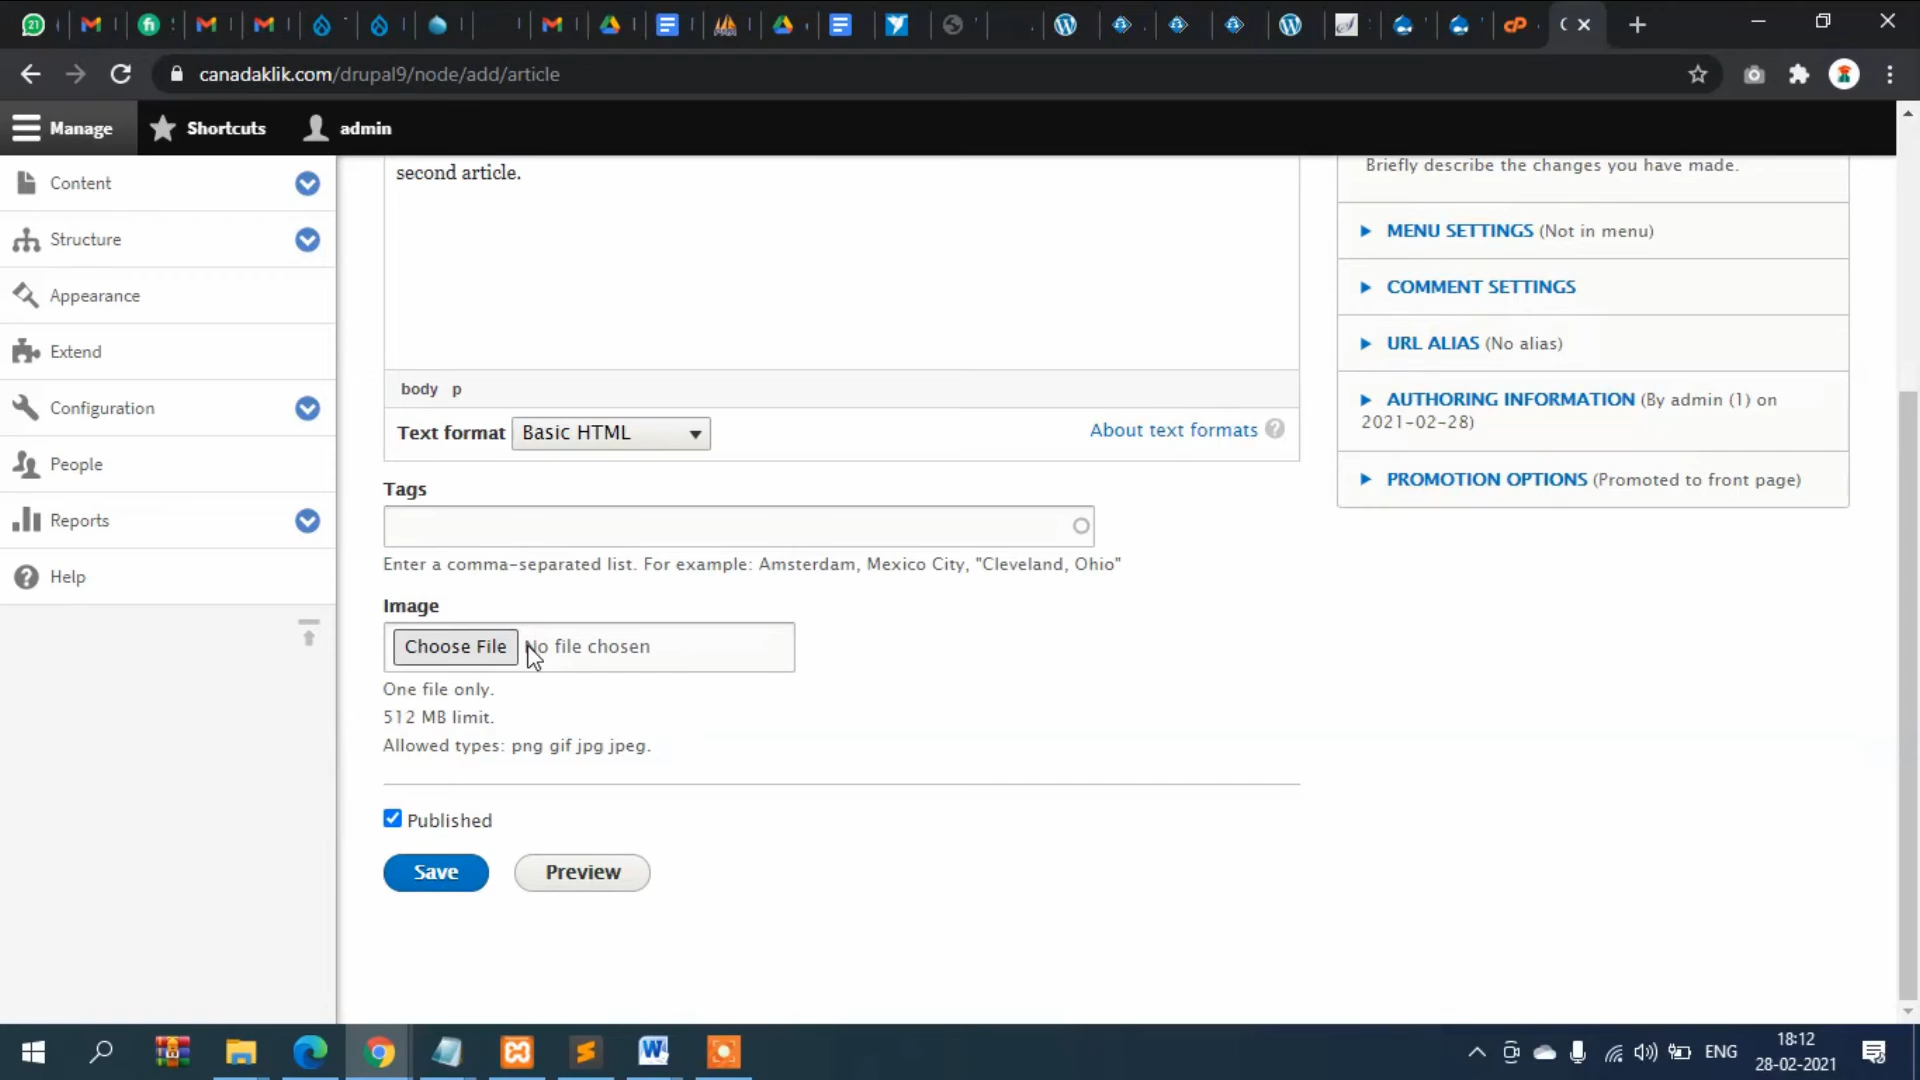 21
canadaklik.com/drupal9/node/add/article
Manage
Shortcuts
admin
Content
Structure
Appearance
Extend
Configuration
People
Reports
Help
second article.
body p
Text format Basic HTML
About text formats ?
Tags
Enter a comma-separated list. For example: Amsterdam, Mexico City, "Cleveland, Ohio"
Image
Choose File No file chosen
One file only.
512 MB limit.
Allowed types: png gif jpg jpeg.
Published
Save
Preview
Briefly describe the changes you have made.
MENU SETTINGS (Not in menu)
COMMENT SETTINGS
URL ALIAS (No alias)
AUTHORING INFORMATION (By admin (1) on
2021-02-28)
PROMOTION OPTIONS (Promoted to front page)
ENG
18:12
28-02-2021